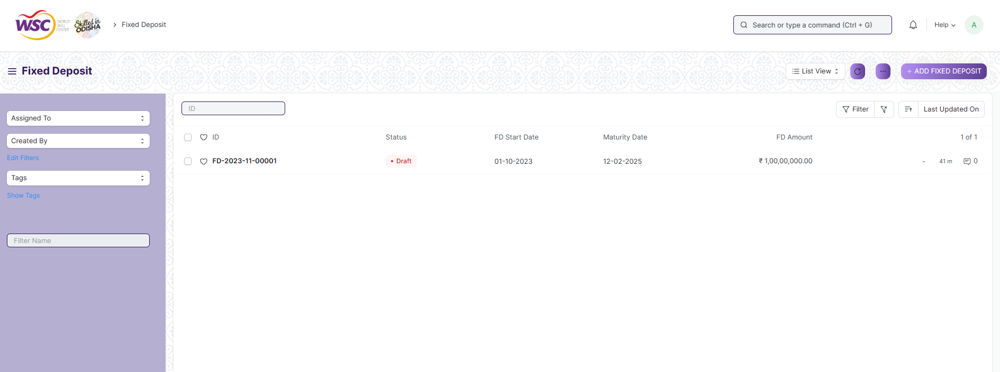 WSC WORLD SKILL CENTER Skilled in ODISHA Fixed Deposit Search or type a command (Ctrl + G) Help A
Fixed Deposit List View ... + ADD FIXED DEPOSIT
Assigned To
Created By
Edit Filters
Tags
Show Tags
Filter Name
ID Filter Last Updated On
ID Status FD Start Date Maturity Date FD Amount 1 of 1
FD-2023-11-00001 Draft 01-10-2023 12-02-2025 ₹ 1,00,00,000.00 - 41 m 0